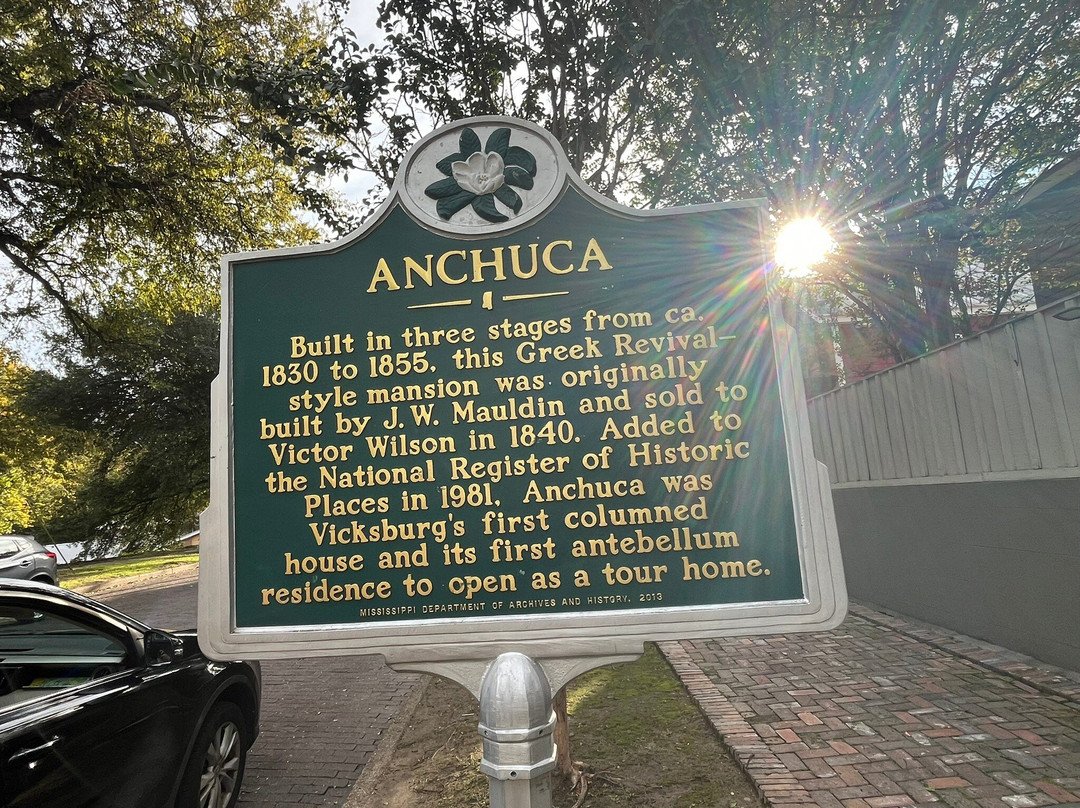 ANCHUCA
Built in three stages from ca.
1830 to 1855, this Greek Revival–
style mansion was originally
built by J. W. Mauldin and sold to
Victor Wilson in 1840. Added to
the National Register of Historic
Places in 1981, Anchuca was
Vicksburg's first columned
house and its first antebellum
residence to open as a tour home.
MISSISSIPPI DEPARTMENT OF ARCHIVES AND HISTORY, 2013